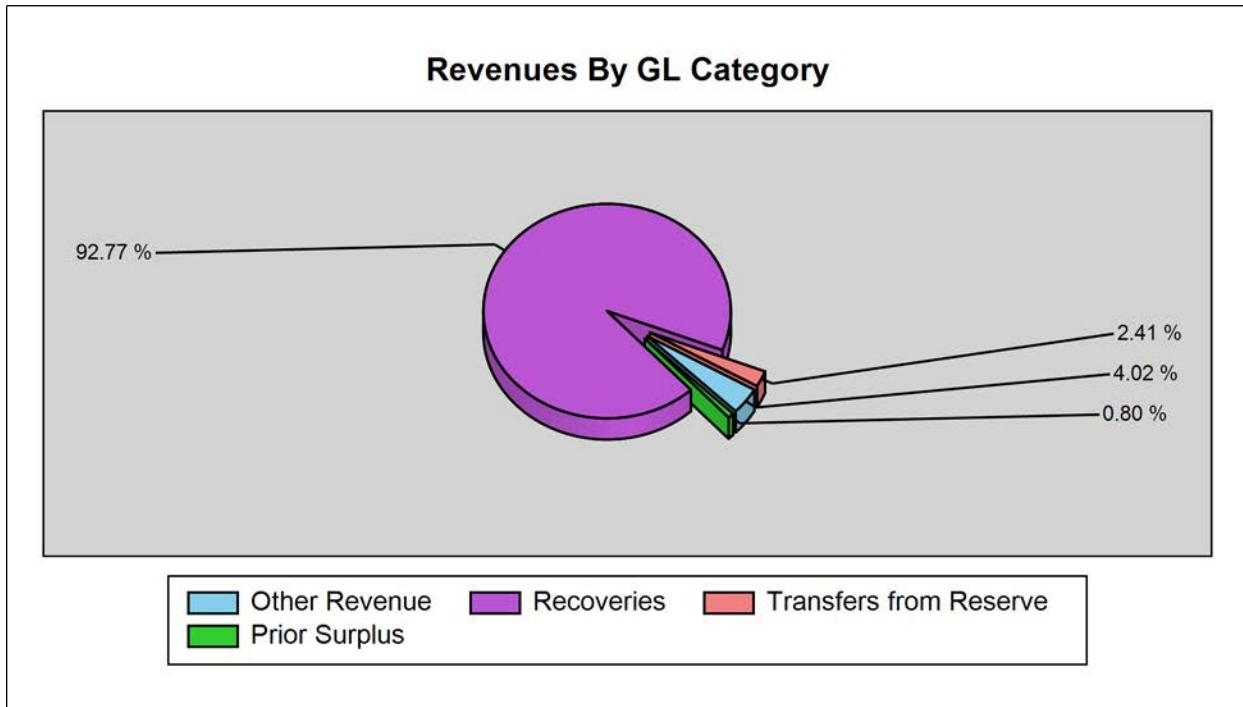 Revenues By GL Category
92.77 %
2.41 %
4.02 %
0.80 %
Other Revenue Recoveries Transfers from Reserve
Prior Surplus